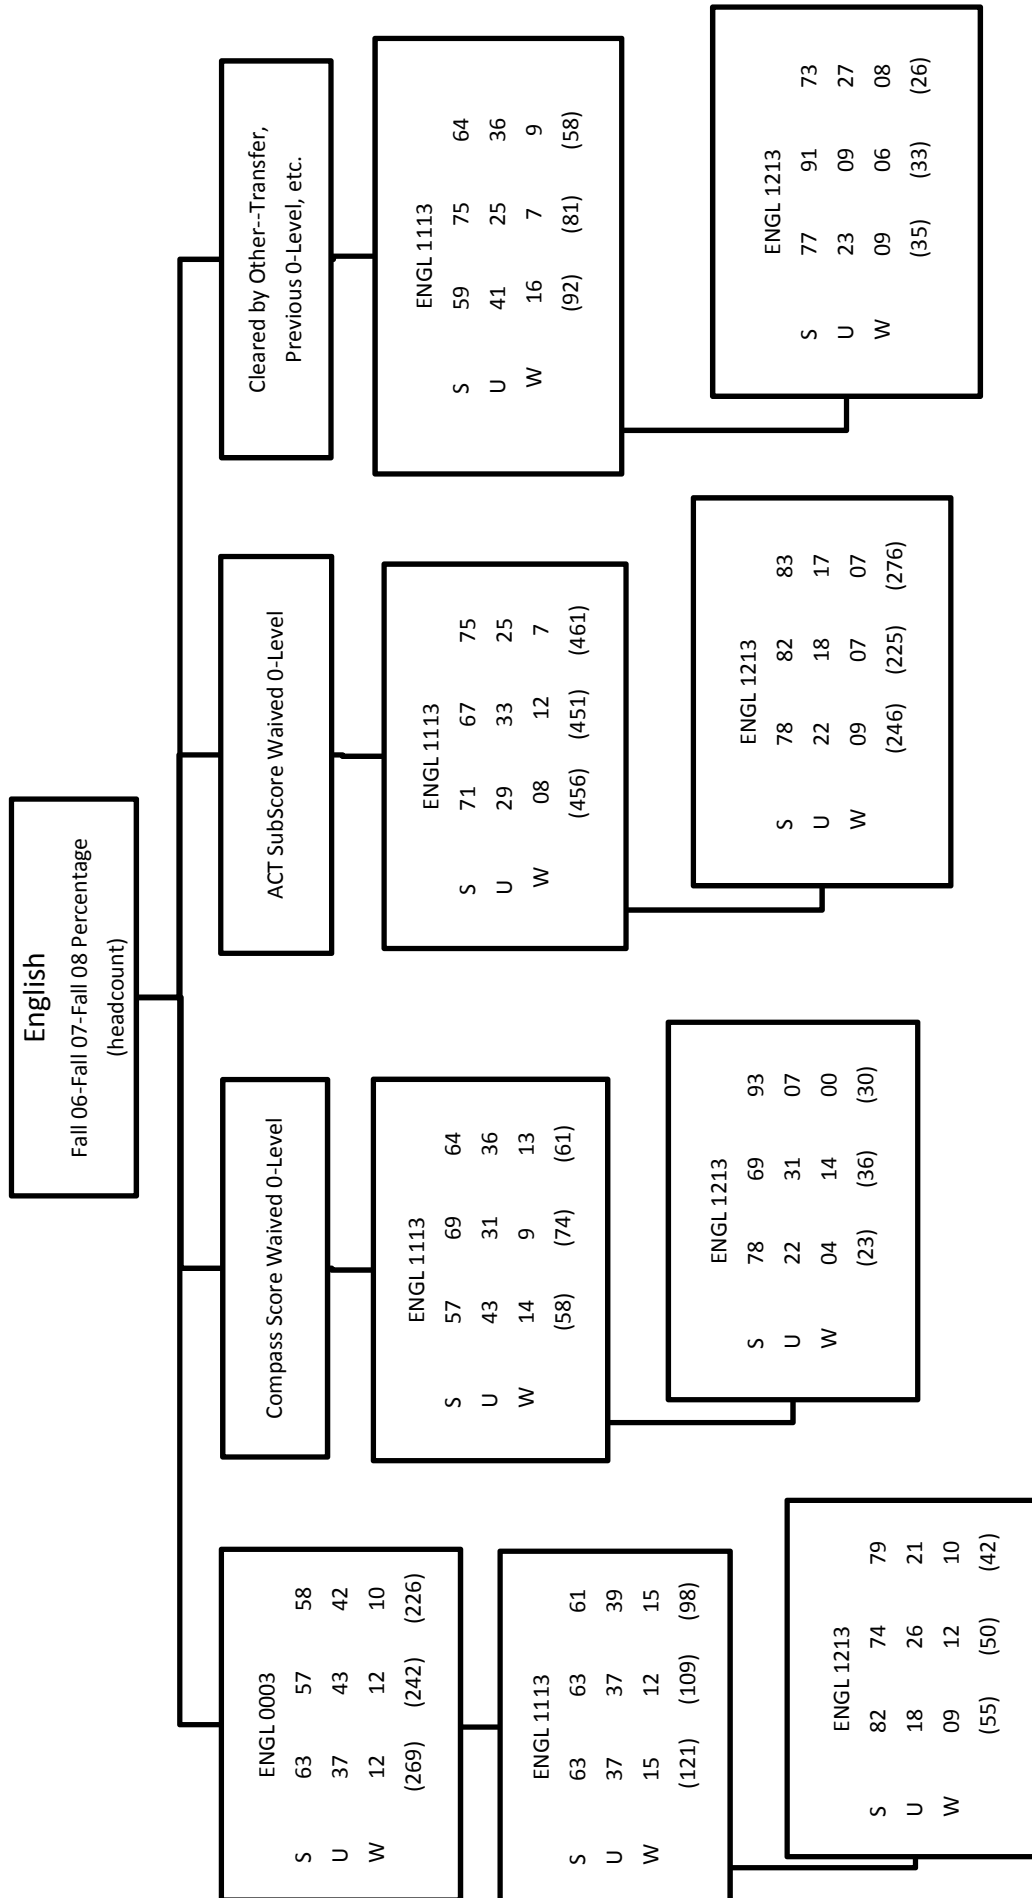 English
Fall 06-Fall 07-Fall 08 Percentage
(headcount)
ENGL 0003
S 63 57 58
U 37 43 42
W 12 12 10
(269) (242) (226)
ENGL 1113
S 63 63 61
U 37 37 39
W 15 12 15
(121) (109) (98)
ENGL 1213
S 82 74 79
U 18 26 21
W 09 12 10
(55) (50) (42)
Compass Score Waived 0-Level
ENGL 1113
S 57 69 64
U 43 31 36
W 14 9 13
(58) (74) (61)
ENGL 1213
S 78 69 93
U 22 31 07
W 04 14 00
(23) (36) (30)
ACT SubScore Waived 0-Level
ENGL 1113
S 71 67 75
U 29 33 25
W 08 12 7
(456) (451) (461)
ENGL 1213
S 78 82 83
U 22 18 17
W 09 07 07
(246) (225) (276)
Cleared by Other--Transfer,
Previous 0-Level, etc.
ENGL 1113
S 59 75 64
U 41 25 36
W 16 7 9
(92) (81) (58)
ENGL 1213
S 77 91 73
U 23 09 27
W 09 06 08
(35) (33) (26)